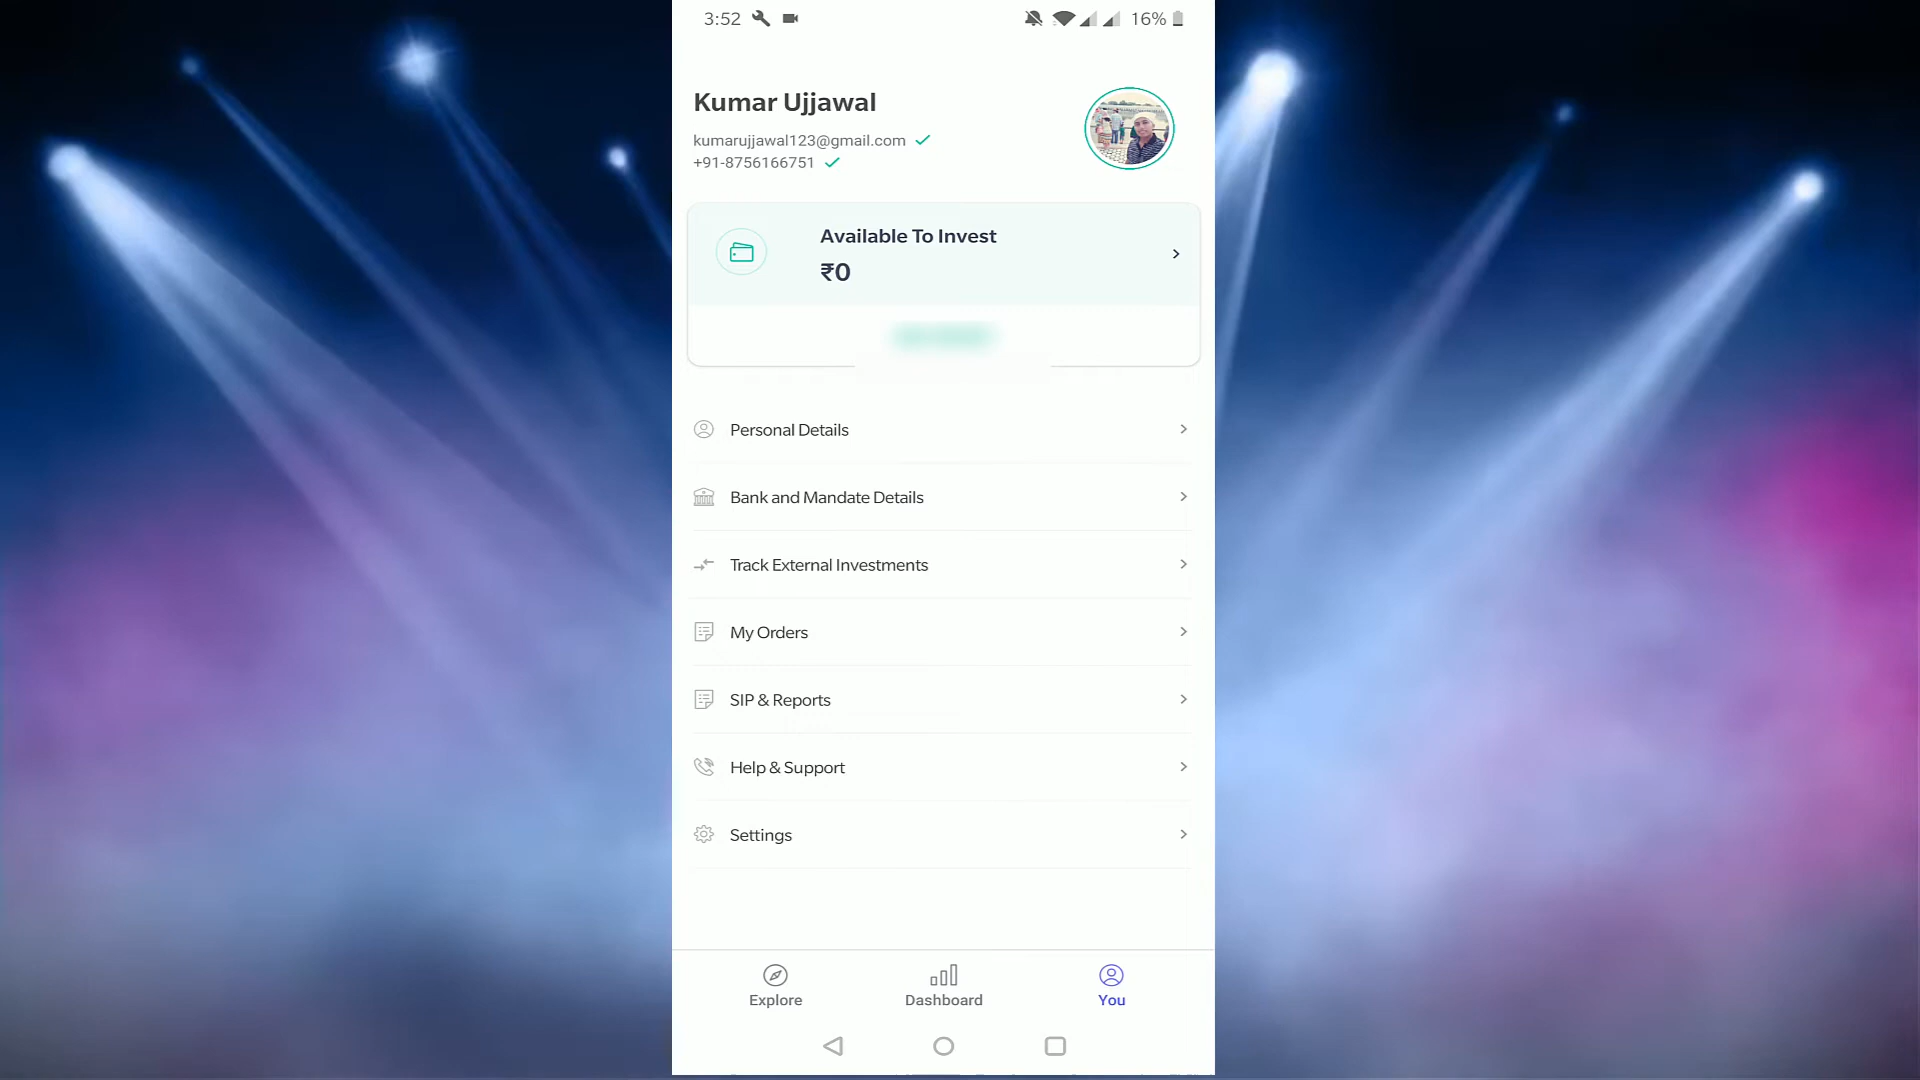 3:52
16%
Kumar Ujjawal
kumarujjawal123@gmail.com
+91-8756166751
Available To Invest
₹0
Personal Details
Bank and Mandate Details
Track External Investments
My Orders
SIP & Reports
Help & Support
Settings
Explore
Dashboard
You